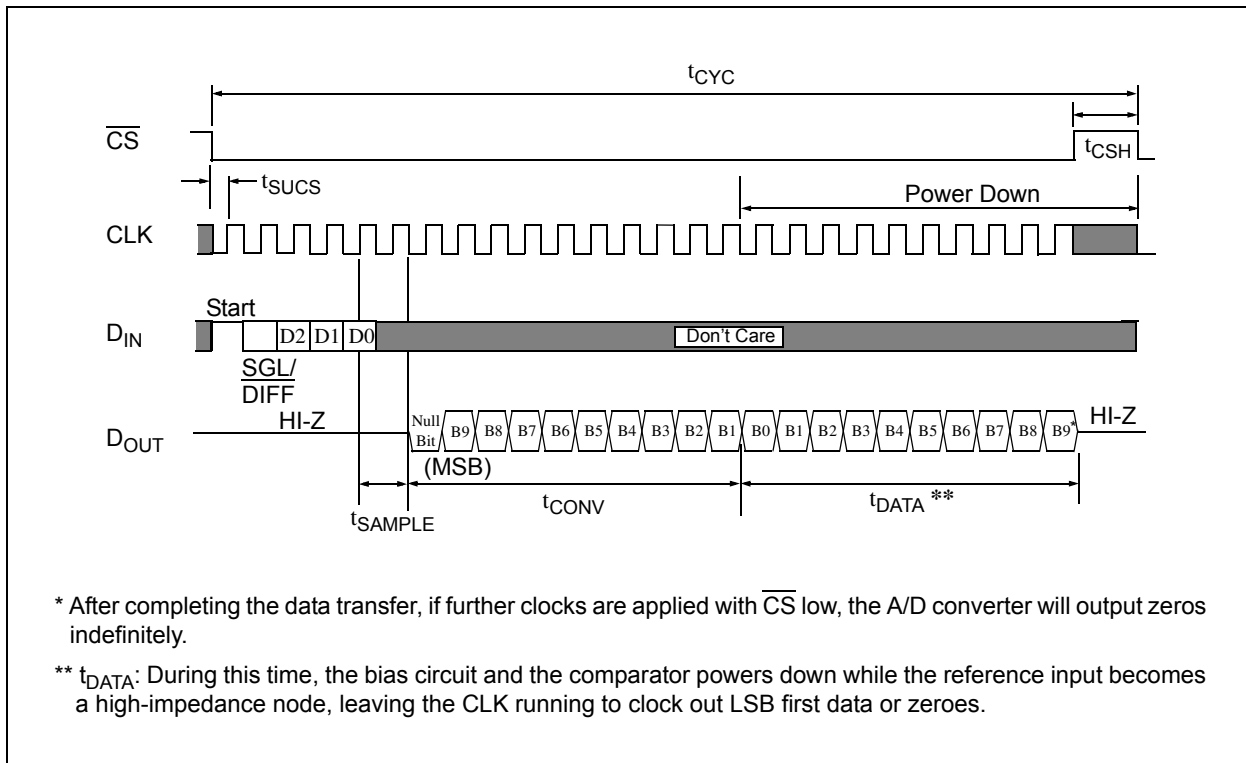 tCYC
CS
tCSH
tSUCS
Power Down
CLK
Start
DIN
D2 D1 D0
Don't Care
SGL/
DIFF
HI-Z
DOUT
Null
Bit
B9 B8 B7 B6 B5 B4 B3 B2 B1 B0 B1 B2 B3 B4 B5 B6 B7 B8 B9*
HI-Z
(MSB)
tSAMPLE
tCONV
tDATA **
* After completing the data transfer, if further clocks are applied with CS low, the A/D converter will output zeros
indefinitely.
** tDATA: During this time, the bias circuit and the comparator powers down while the reference input becomes
a high-impedance node, leaving the CLK running to clock out LSB first data or zeroes.